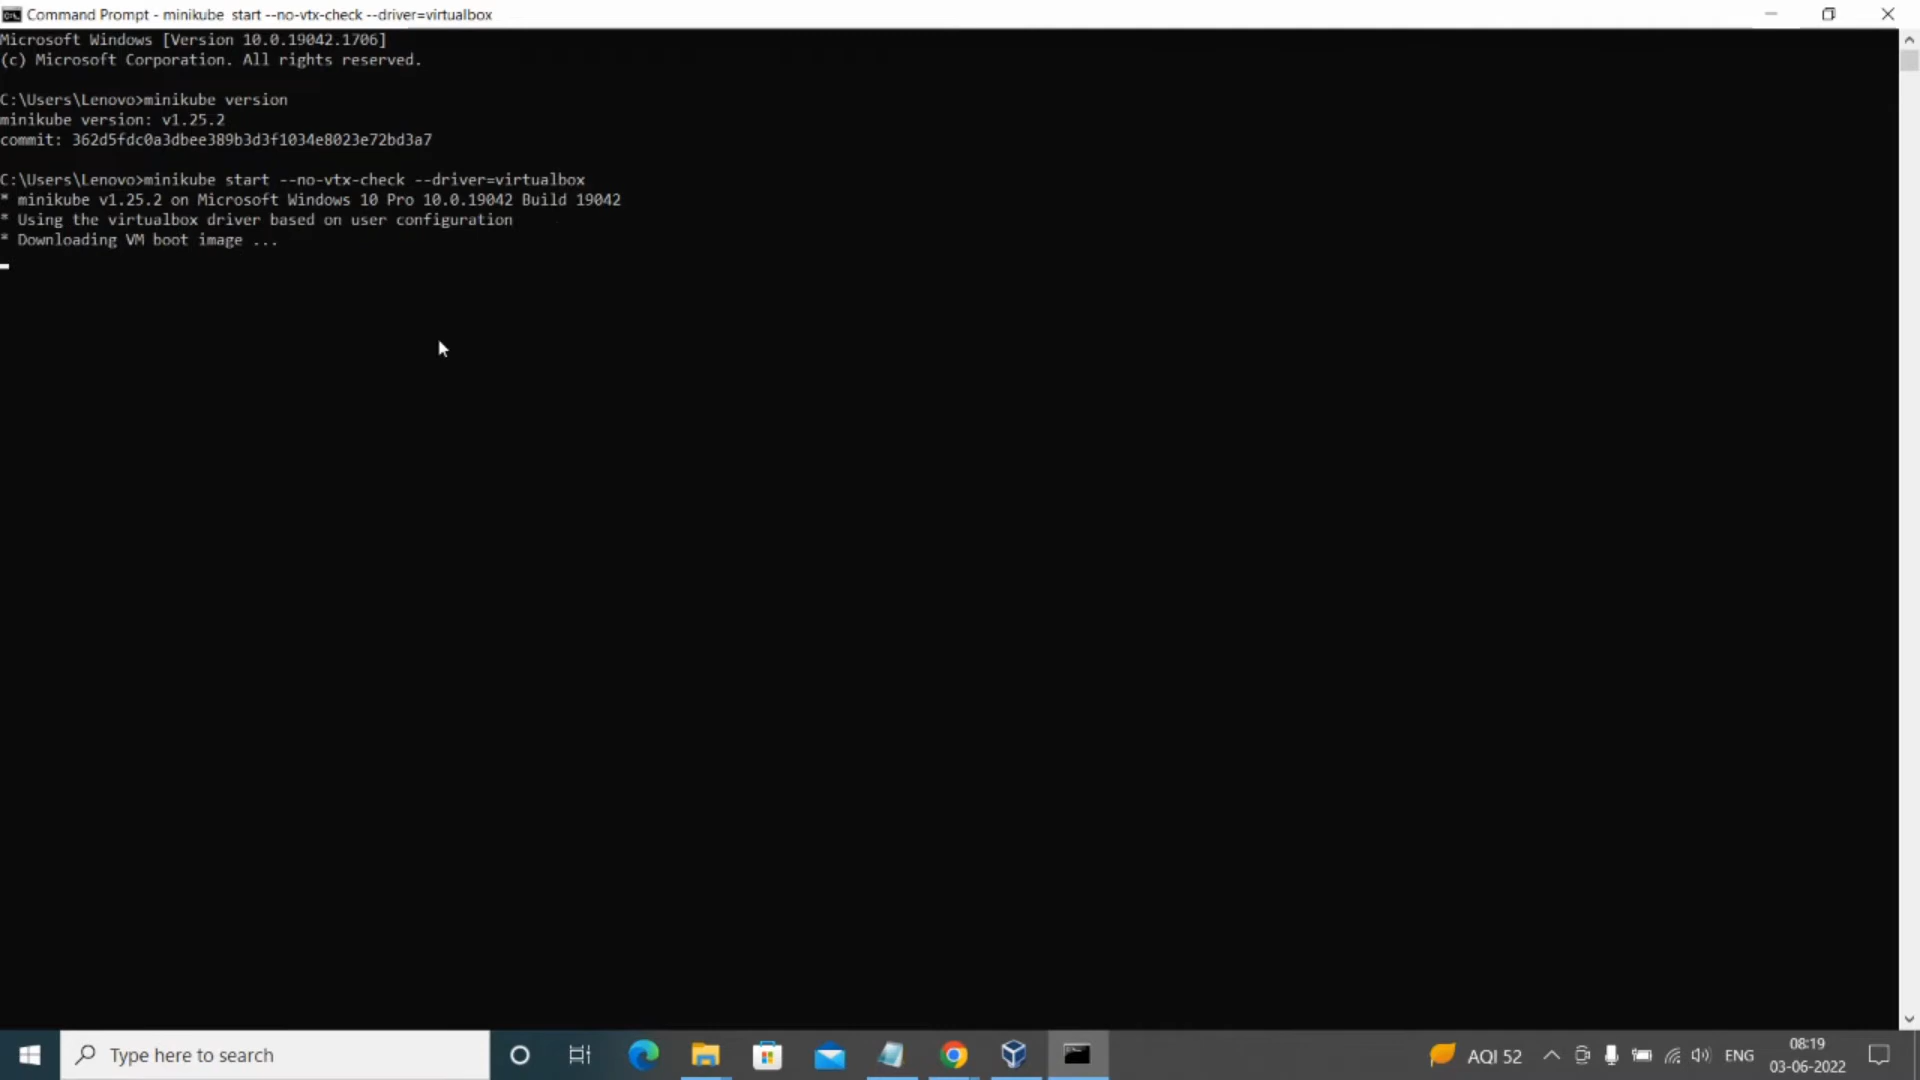 Command Prompt - minikube  start --no-vtx-check --driver=virtualbox
Microsoft Windows [Version 10.0.19042.1706]
(c) Microsoft Corporation. All rights reserved.
C:\Users\Lenovo>minikube version
minikube version: v1.25.2
commit: 362d5fdc0a3dbee389b3d3f1034e8023e72bd3a7
C:\Users\Lenovo>minikube start --no-vtx-check --driver=virtualbox
* minikube v1.25.2 on Microsoft Windows 10 Pro 10.0.19042 Build 19042
* Using the virtualbox driver based on user configuration
* Downloading VM boot image ...
Type here to search
AQI 52
ENG
08:19
03-06-2022